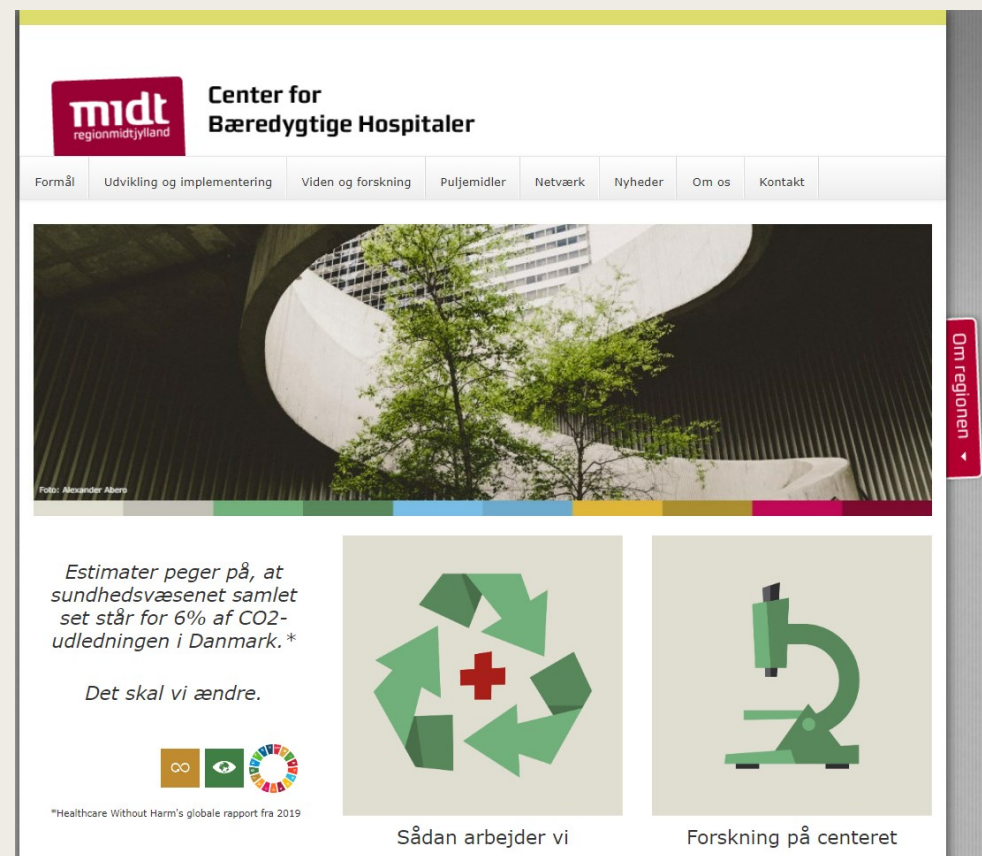 midt
regionmidtjylland
Center for
Bæredygtige Hospitaler
Formål Udvikling og implementering Viden og forskning Puljemidler Netværk Nyheder Om os Kontakt
Om regionen
Foto: Alexander Abero
Estimater peger på, at
sundhedsvæsenet samlet
set står for 6% af CO2-
udledningen i Danmark.*
Det skal vi ændre.
*Healthcare Without Harm's globale rapport fra 2019
Sådan arbejder vi
Forskning på centeret